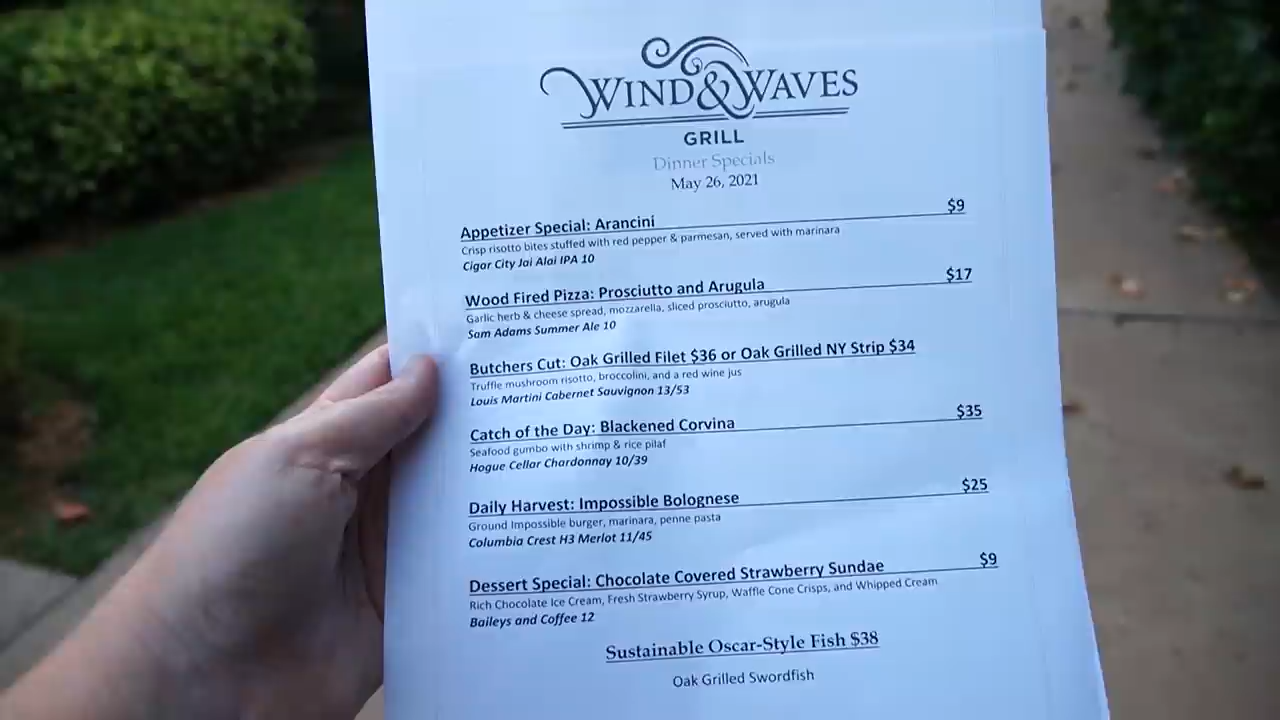 WIND & WAVES
GRILL
Dinner Specials
May 26, 2021
Appetizer Special: Arancini $9
Crisp risotto bites stuffed with red pepper & parmesan, served with marinara
Cigar City Jai Alai IPA 10
Wood Fired Pizza: Prosciutto and Arugula $17
Garlic herb & cheese spread, mozzarella, sliced prosciutto, arugula
Sam Adams Summer Ale 10
Butchers Cut: Oak Grilled Filet $36 or Oak Grilled NY Strip $34
Truffle mushroom risotto, broccolini, and a red wine jus
Louis Martini Cabernet Sauvignon 13/53
Catch of the Day: Blackened Corvina $35
Seafood gumbo with shrimp & rice pilaf
Hogue Cellar Chardonnay 10/39
Daily Harvest: Impossible Bolognese $25
Ground Impossible burger, marinara, penne pasta
Columbia Crest H3 Merlot 11/45
Dessert Special: Chocolate Covered Strawberry Sundae $9
Rich Chocolate Ice Cream, Fresh Strawberry Syrup, Waffle Cone Crisps, and Whipped Cream
Baileys and Coffee 12
Sustainable Oscar-Style Fish $38
Oak Grilled Swordfish